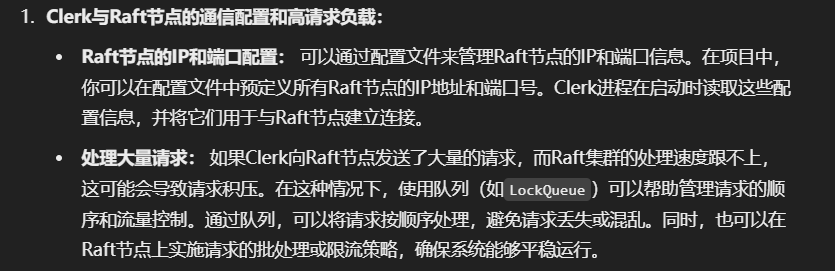 1. Clerk与Raft节点的通信配置和高请求负载：
• Raft节点的IP和端口配置： 可以通过配置文件来管理Raft节点的IP和端口信息。在项目中，
你可以在配置文件中预定义所有Raft节点的IP地址和端口号。Clerk进程在启动时读取这些配
置信息，并将它们用于与Raft节点建立连接。
• 处理大量请求： 如果Clerk向Raft节点发送了大量的请求，而Raft集群的处理速度跟不上，
这可能会导致请求积压。在这种情况下，使用队列（如 LockQueue ）可以帮助管理请求的顺
序和流量控制。通过队列，可以将请求按顺序处理，避免请求丢失或混乱。同时，也可以在
Raft节点上实施请求的批处理或限流策略，确保系统能够平稳运行。